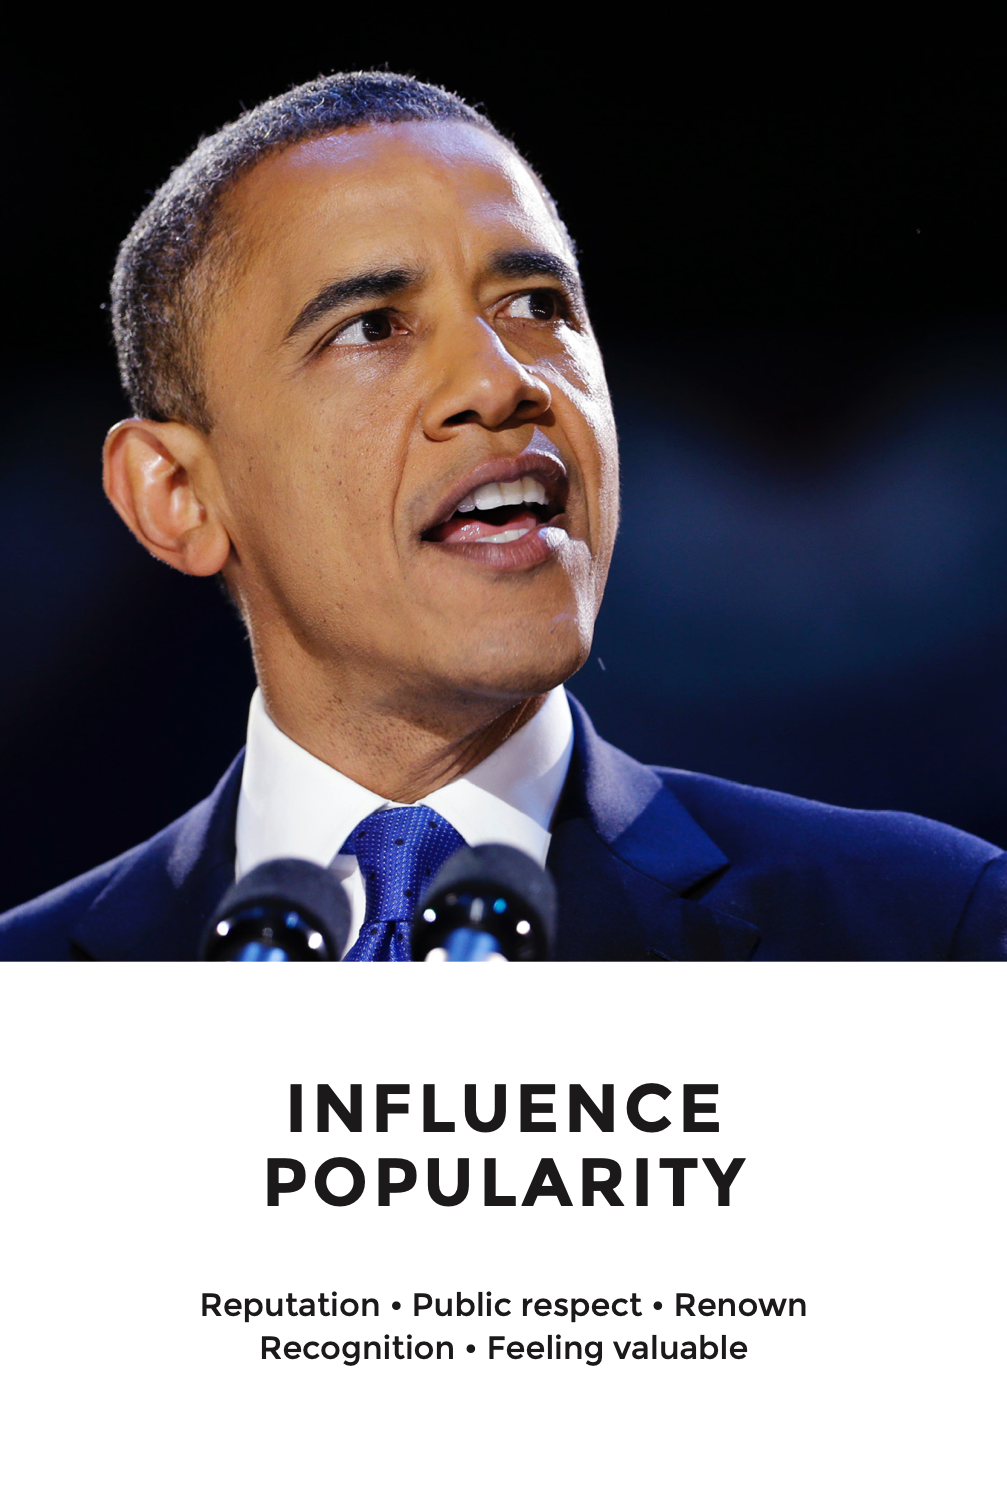 INFLUENCE
POPULARITY
Reputation • Public respect • Renown
Recognition • Feeling valuable